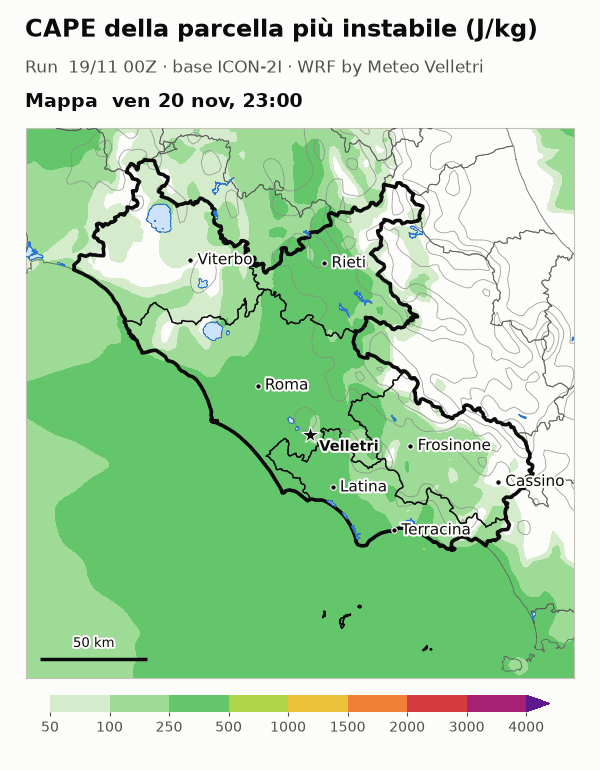 CAPE della parcella più instabile (J/kg)
Run  19/11 00Z · base ICON-2I · WRF by Meteo Velletri
Mappa  ven 20 nov, 23:00
Viterbo
Rieti
Roma
Velletri
Frosinone
Cassino
Latina
Terracina
50 km
50 100 250 500 1000 1500 2000 3000 4000